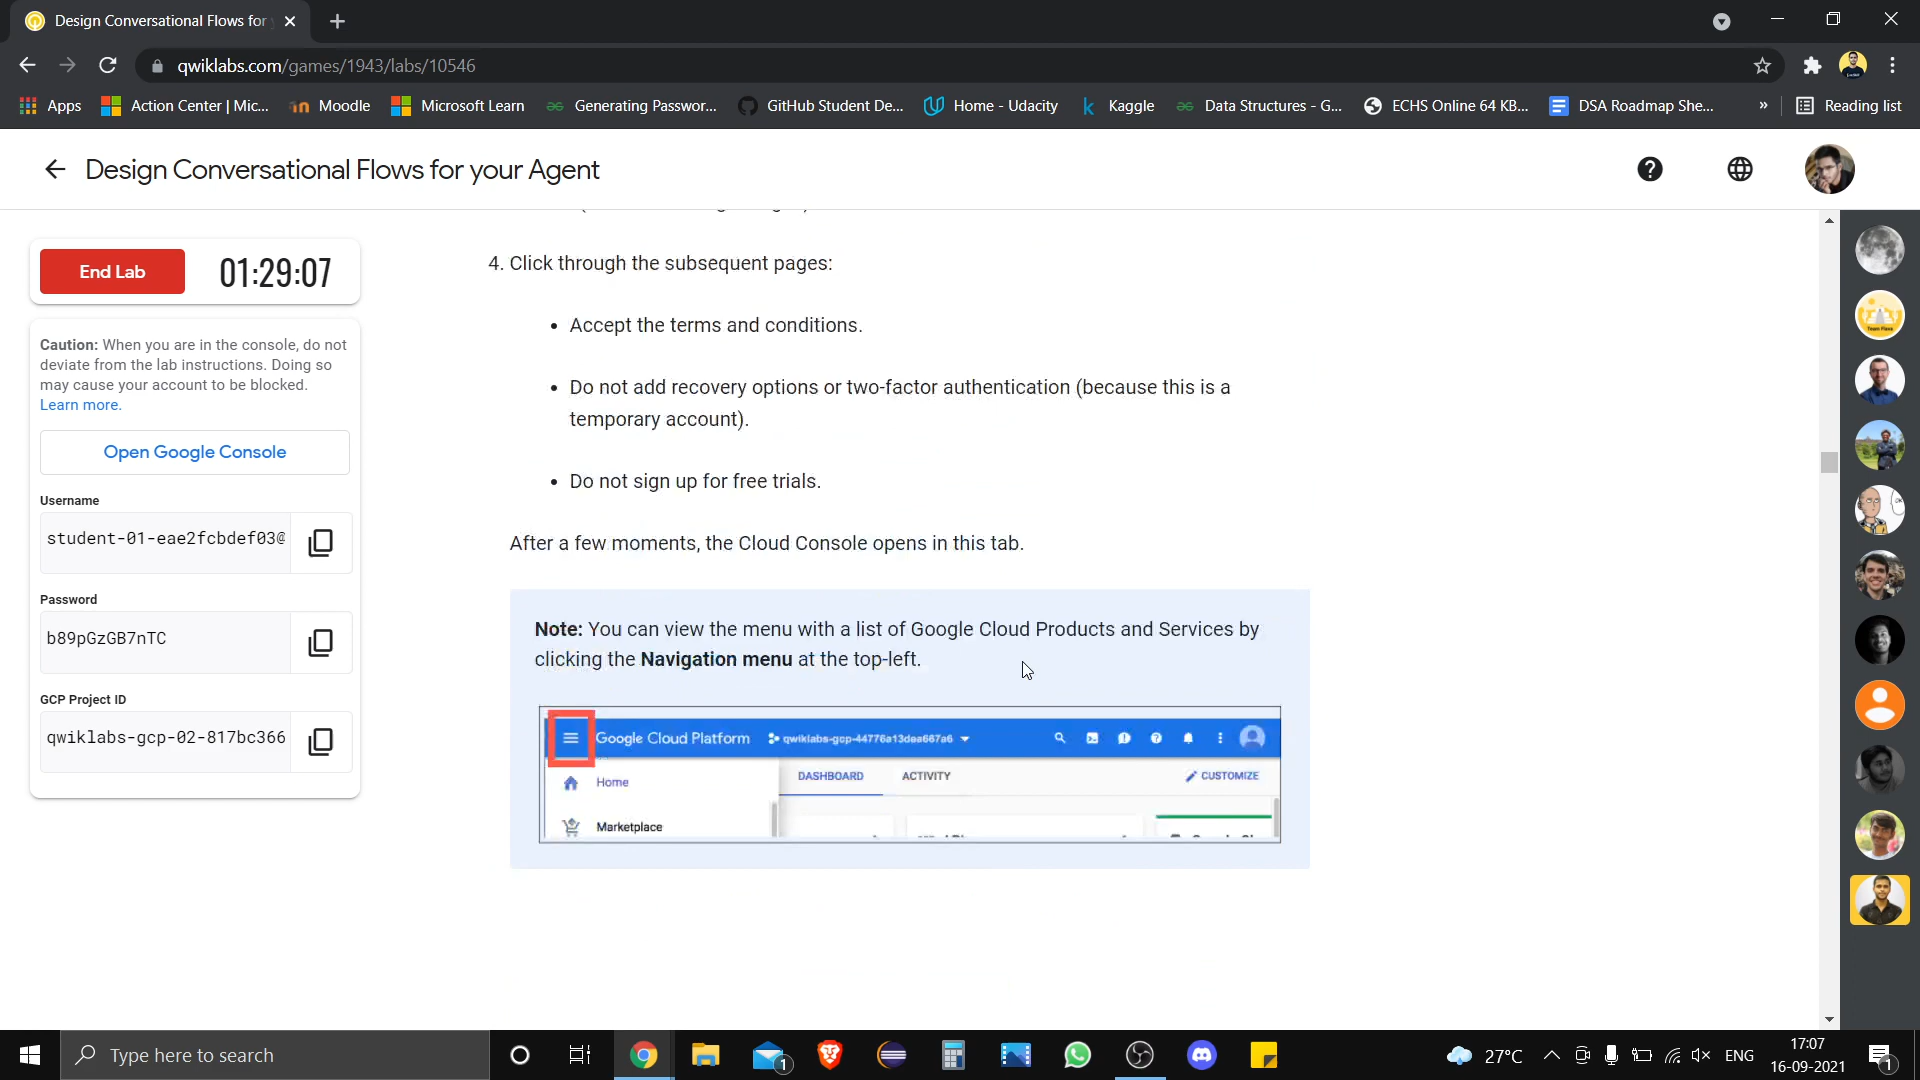 Design Conversational Flows for
qwiklabs.com/games/1943/labs/10546
Apps
Action Center | Mic...
Moodle
Microsoft Learn
Generating Passwor...
GitHub Student De...
Home - Udacity
Kaggle
Data Structures - G...
ECHS Online 64 KB...
DSA Roadmap She...
»
Reading list
Design Conversational Flows for your Agent
End Lab
01:29:07
Caution: When you are in the console, do not
deviate from the lab instructions. Doing so
may cause your account to be blocked.
Learn more.
Open Google Console
Username
student-01-eae2fcbdef03@
Password
b89pGzGB7nTC
GCP Project ID
qwiklabs-gcp-02-817bc366
4. Click through the subsequent pages:
• Accept the terms and conditions.
• Do not add recovery options or two-factor authentication (because this is a
temporary account).
• Do not sign up for free trials.
After a few moments, the Cloud Console opens in this tab.
Note: You can view the menu with a list of Google Cloud Products and Services by
clicking the Navigation menu at the top-left.
Google Cloud Platform
qwiklabs-gcp-44776a13dea667a6
Home
DASHBOARD
ACTIVITY
CUSTOMIZE
Marketplace
Type here to search
1
27°C
ENG
17:07
16-09-2021
1